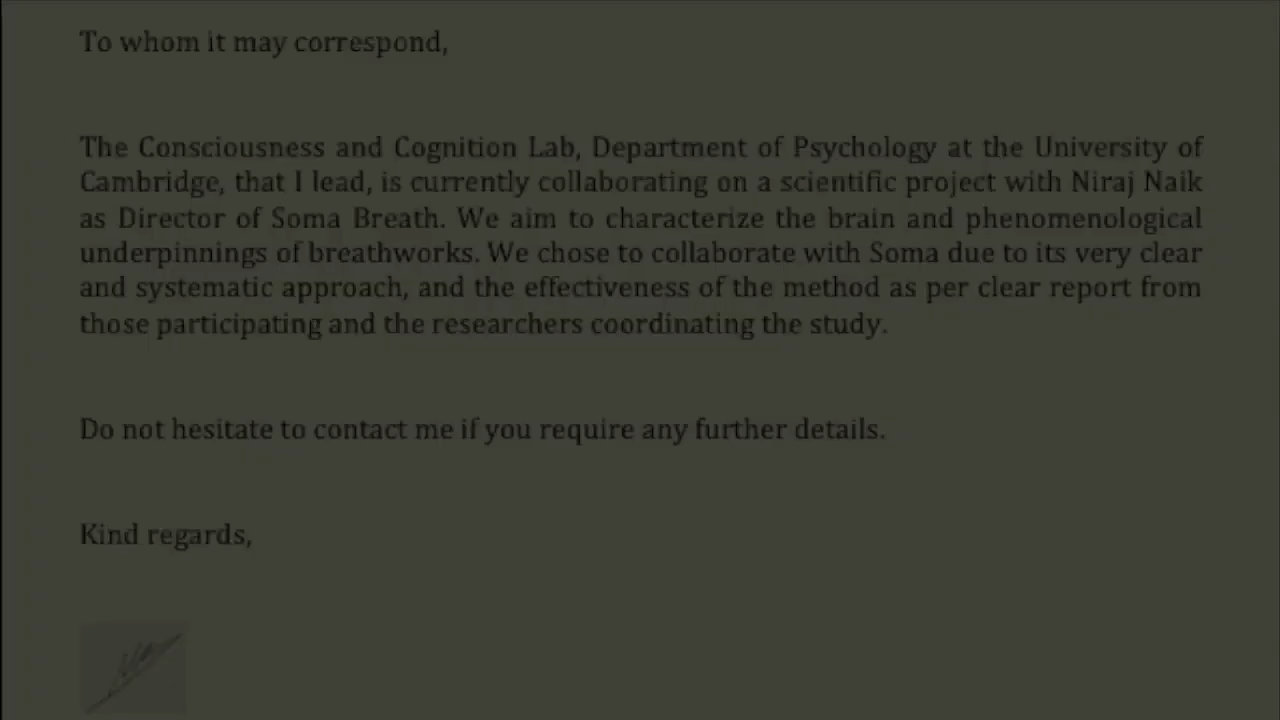 To whom it may correspond,
The Consciousness and Cognition Lab, Department of Psychology at the University of
Cambridge, that I lead, is currently collaborating on a scientific project with Niraj Naik
as Director of Soma Breath. We aim to characterize the brain and phenomenological
underpinnings of breathworks. We chose to collaborate with Soma due to its very clear
and systematic approach, and the effectiveness of the method as per clear report from
those participating and the researchers coordinating the study.
Do not hesitate to contact me if you require any further details.
Kind regards,